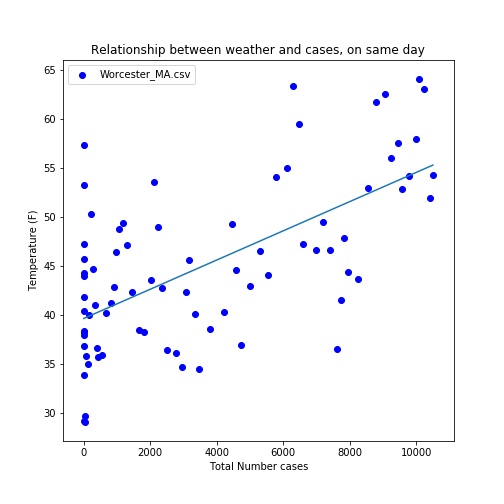 Relationship between weather and cases, on same day
Worcester_MA.csv
65
60
55
50
45
40
35
30
Temperature (F)
0 2000 4000 6000 8000 10000
Total Number cases